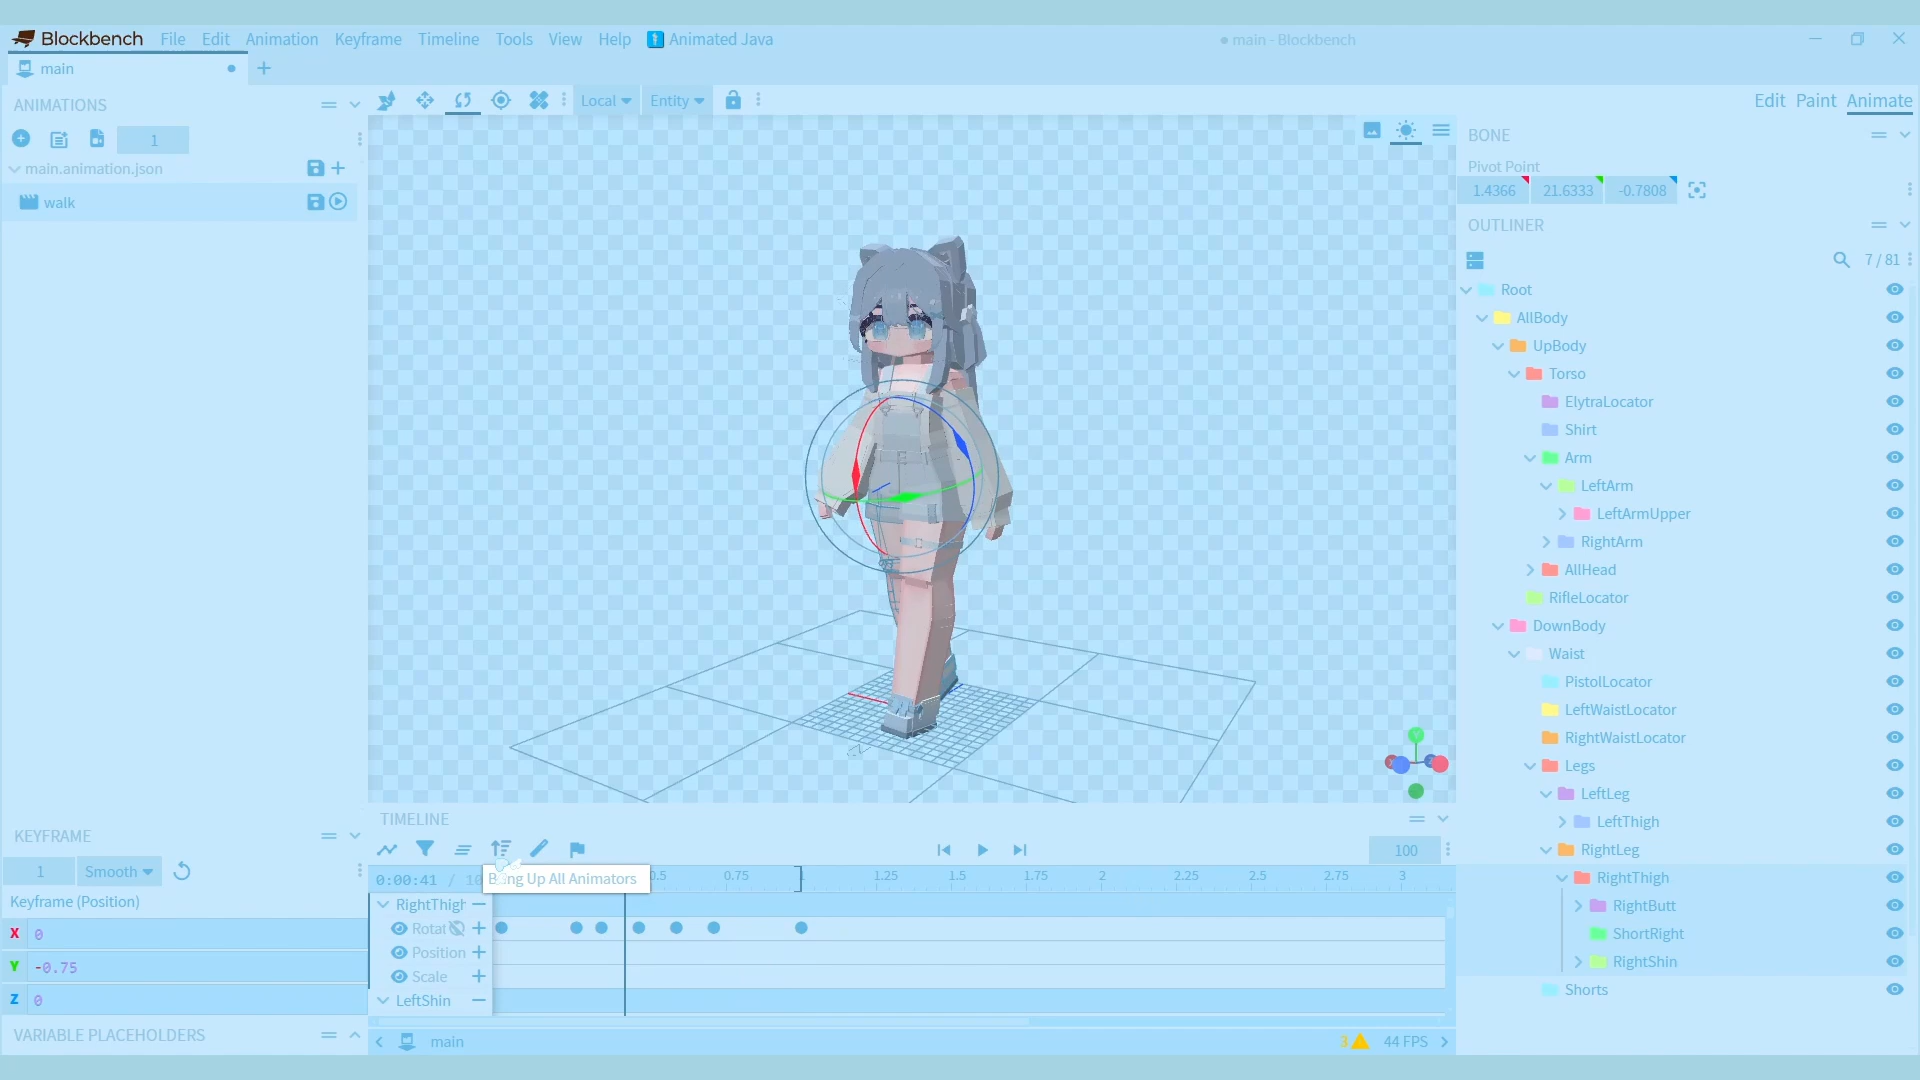 Blockbench File Edit Animation Keyframe Timeline Tools View Help Animated Java
main - Blockbench
main
ANIMATIONS
1
main.animation.json
walk
Local
Entity
Edit Paint Animate
BONE
Pivot Point
1.4366 21.6333 -0.7808
OUTLINER
7 / 81
Root
AllBody
UpBody
Torso
ElytraLocator
Shirt
Arm
LeftArm
LeftArmUpper
RightArm
AllHead
RifleLocator
DownBody
Waist
PistolLocator
LeftWaistLocator
RightWaistLocator
Legs
LeftLeg
LeftThigh
RightLeg
RightThigh
RightButt
ShortRight
RightShin
Shorts
KEYFRAME
1 Smooth
Keyframe (Position)
X 0
Y -0.75
Z 0
VARIABLE PLACEHOLDERS
TIMELINE
100
0:00:41 / 10
Bring Up All Animators
0.75 1.25 1.5 1.75 2 2.25 2.5 2.75 3
RightThigh
Rotat
Position
Scale
LeftShin
main
3
44 FPS